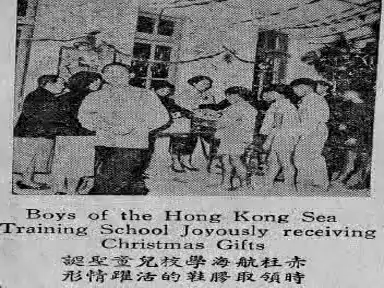 Boys of the Hong Kong Sea
Training School Joyously receiving
Christmas Gifts
赤柱航海學校兒童聖誕
時領取膠鞋的活躍情形